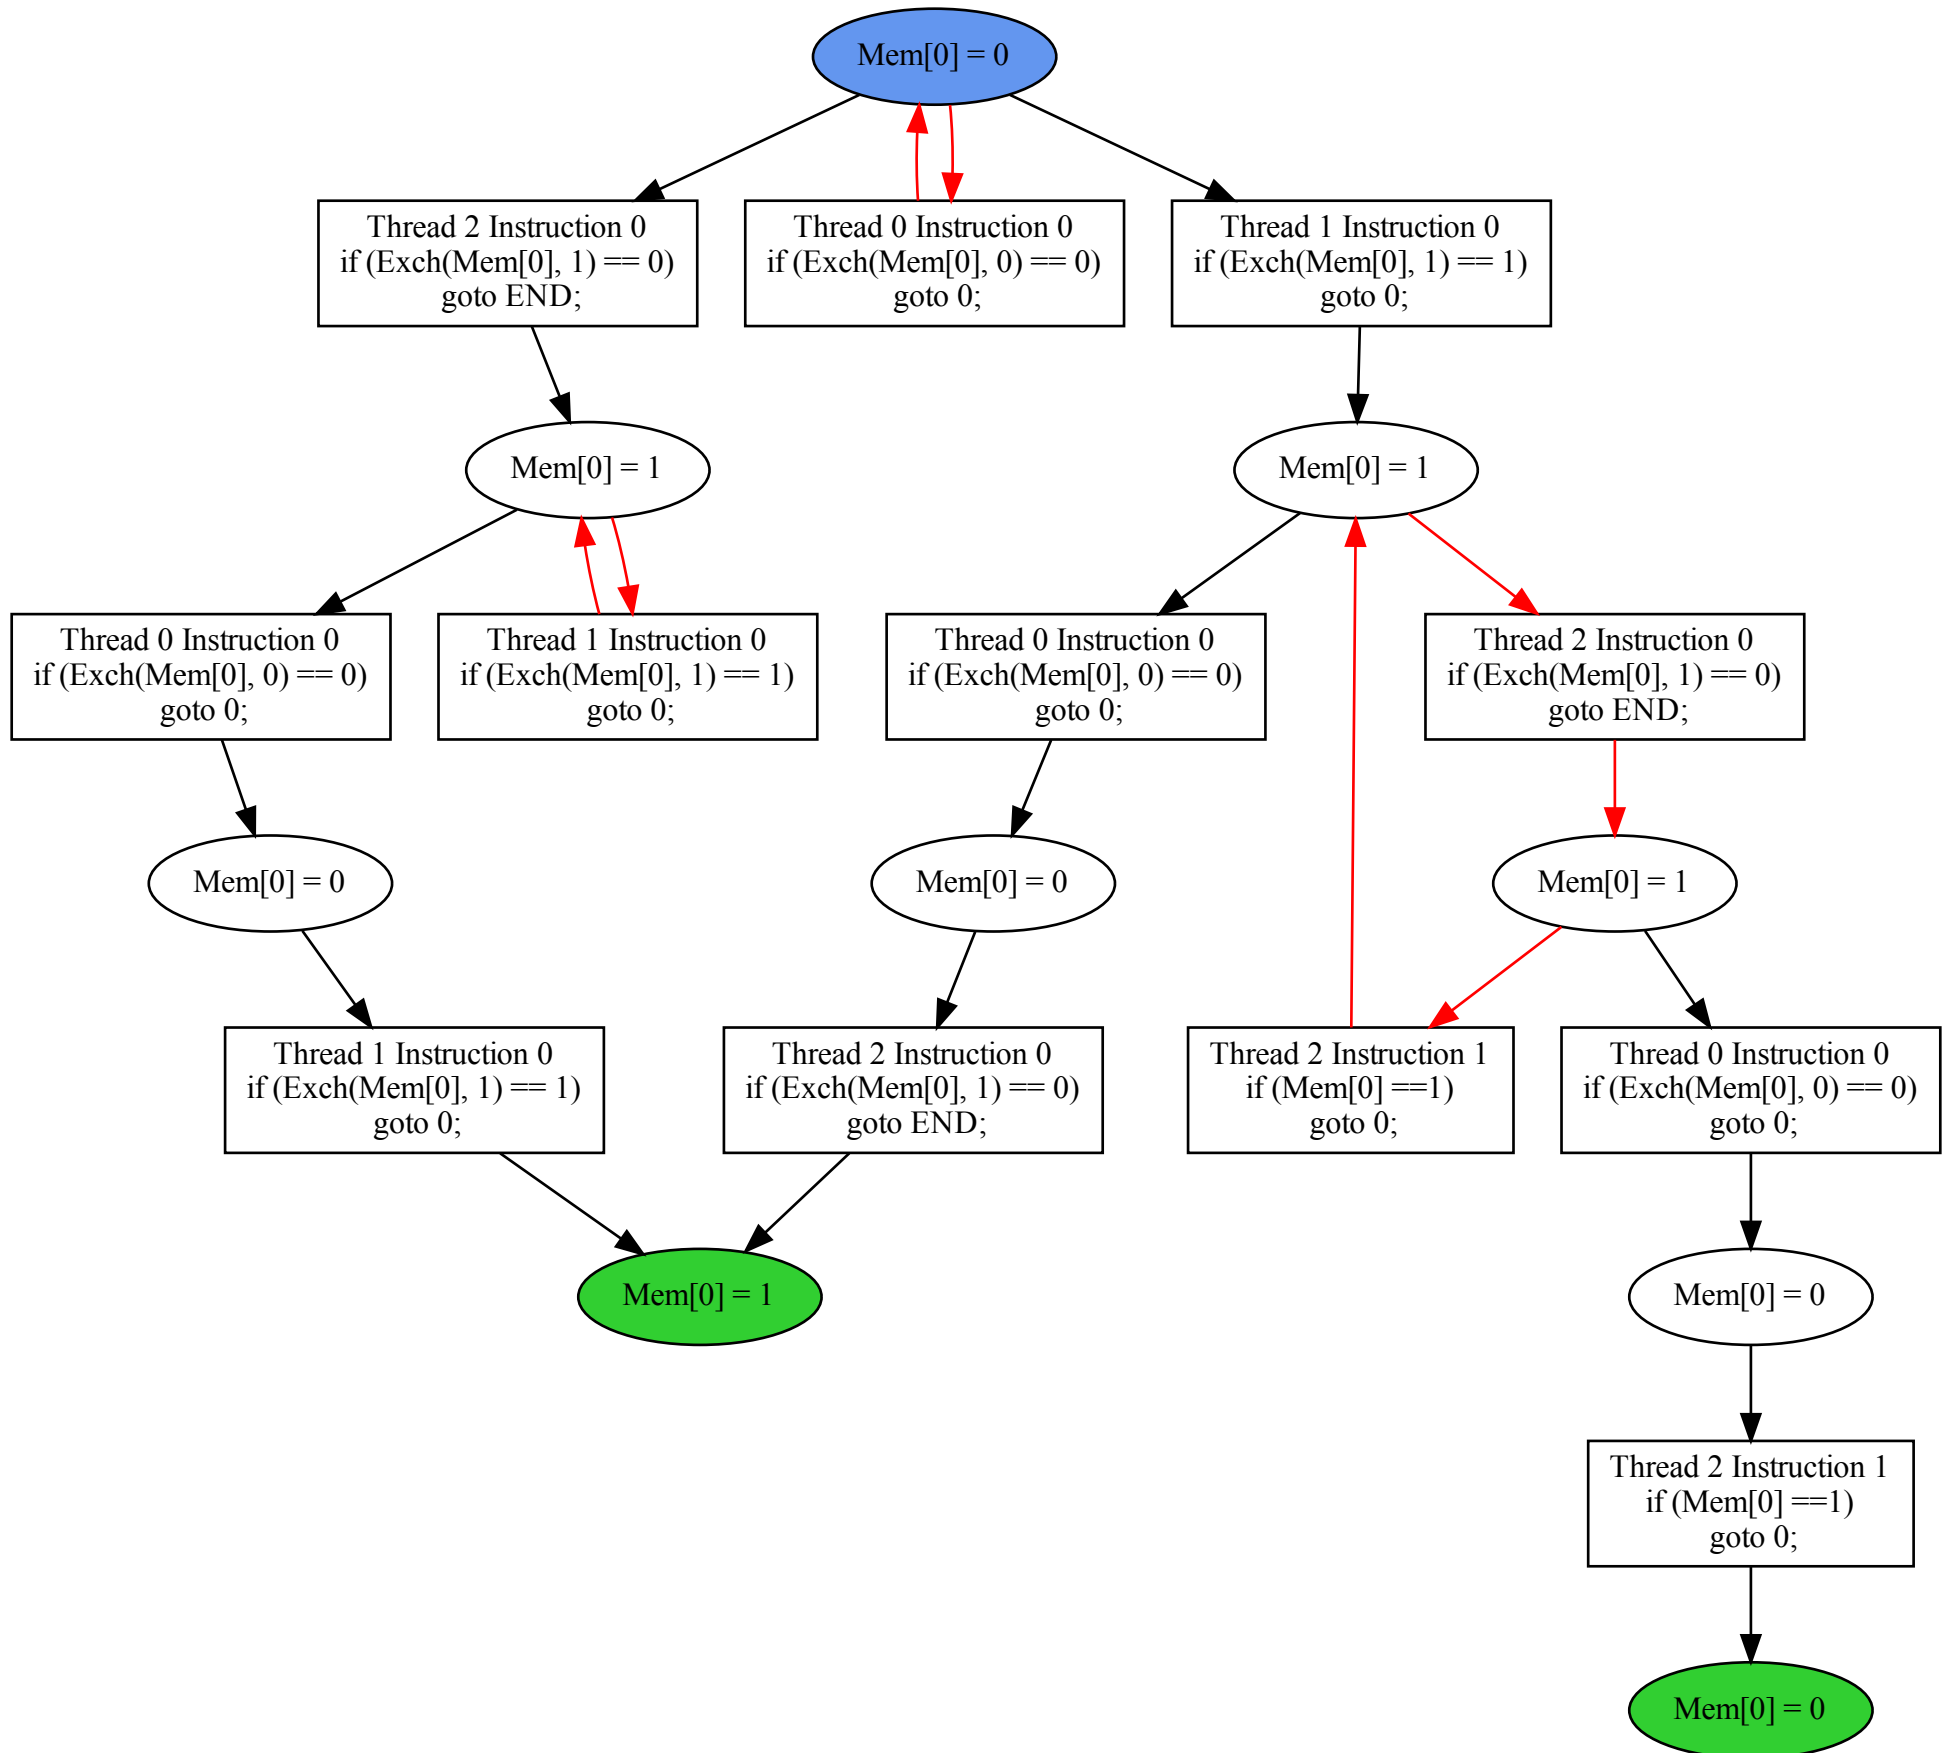 Mem[0] = 0
Thread 2 Instruction 0
if (Exch(Mem[0], 1) == 0)
goto END;
Thread 0 Instruction 0
if (Exch(Mem[0], 0) == 0)
goto 0;
Thread 1 Instruction 0
if (Exch(Mem[0], 1) == 1)
goto 0;
Mem[0] = 1
Mem[0] = 1
Thread 0 Instruction 0
if (Exch(Mem[0], 0) == 0)
goto 0;
Thread 1 Instruction 0
if (Exch(Mem[0], 1) == 1)
goto 0;
Thread 0 Instruction 0
if (Exch(Mem[0], 0) == 0)
goto 0;
Thread 2 Instruction 0
if (Exch(Mem[0], 1) == 0)
goto END;
Mem[0] = 0
Mem[0] = 0
Mem[0] = 1
Thread 1 Instruction 0
if (Exch(Mem[0], 1) == 1)
goto 0;
Thread 2 Instruction 0
if (Exch(Mem[0], 1) == 0)
goto END;
Thread 2 Instruction 1
if (Mem[0] ==1)
goto 0;
Thread 0 Instruction 0
if (Exch(Mem[0], 0) == 0)
goto 0;
Mem[0] = 1
Mem[0] = 0
Thread 2 Instruction 1
if (Mem[0] ==1)
goto 0;
Mem[0] = 0